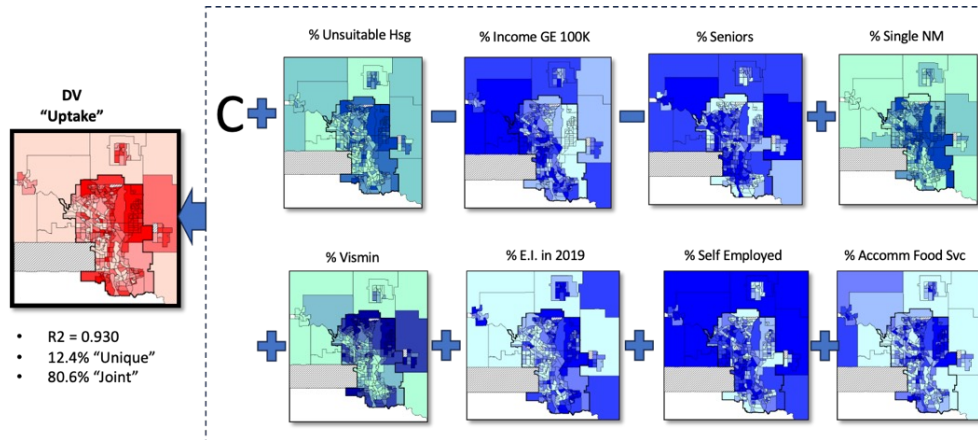 % Unsuitable Hsg
% Income GE 100K
% Seniors
% Single NM
DV
“Uptake”
C
% Vismin
% E.I. in 2019
% Self Employed
% Accomm Food Svc
• R2 = 0.930
• 12.4% “Unique”
• 80.6% “Joint”